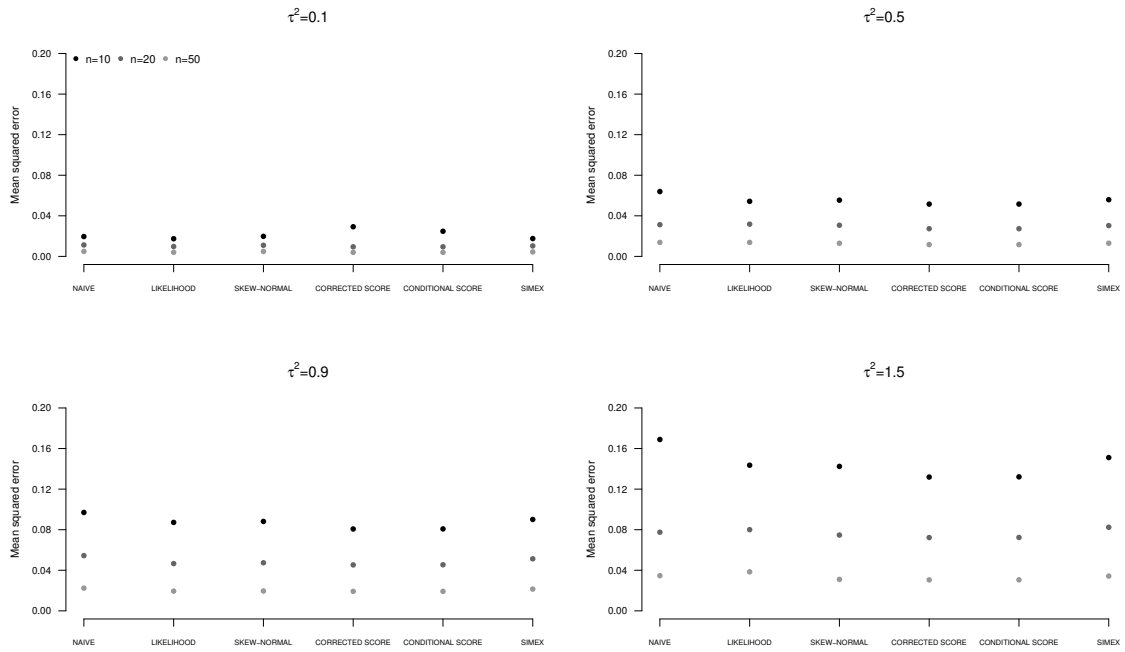 τ²=0.1
Mean squared error
0.20
0.16
0.12
0.08
0.04
0.00
n=10 n=20 n=50
NAIVE LIKELIHOOD SKEW−NORMAL CORRECTED SCORE CONDITIONAL SCORE SIMEX
τ²=0.5
Mean squared error
0.20
0.16
0.12
0.08
0.04
0.00
NAIVE LIKELIHOOD SKEW−NORMAL CORRECTED SCORE CONDITIONAL SCORE SIMEX
τ²=0.9
Mean squared error
0.20
0.16
0.12
0.08
0.04
0.00
NAIVE LIKELIHOOD SKEW−NORMAL CORRECTED SCORE CONDITIONAL SCORE SIMEX
τ²=1.5
Mean squared error
0.20
0.16
0.12
0.08
0.04
0.00
NAIVE LIKELIHOOD SKEW−NORMAL CORRECTED SCORE CONDITIONAL SCORE SIMEX